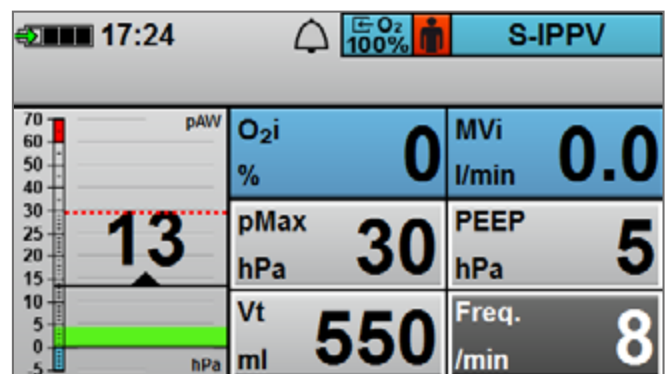 17:24
O₂
100%
S-IPPV
70
60
50
40
30
25
20
15
10
5
0
-5
pAW
13
hPa
O₂i
%
0
MVi
l/min
0.0
pMax
hPa
30
PEEP
hPa
5
Vt
ml
550
Freq.
/min
8